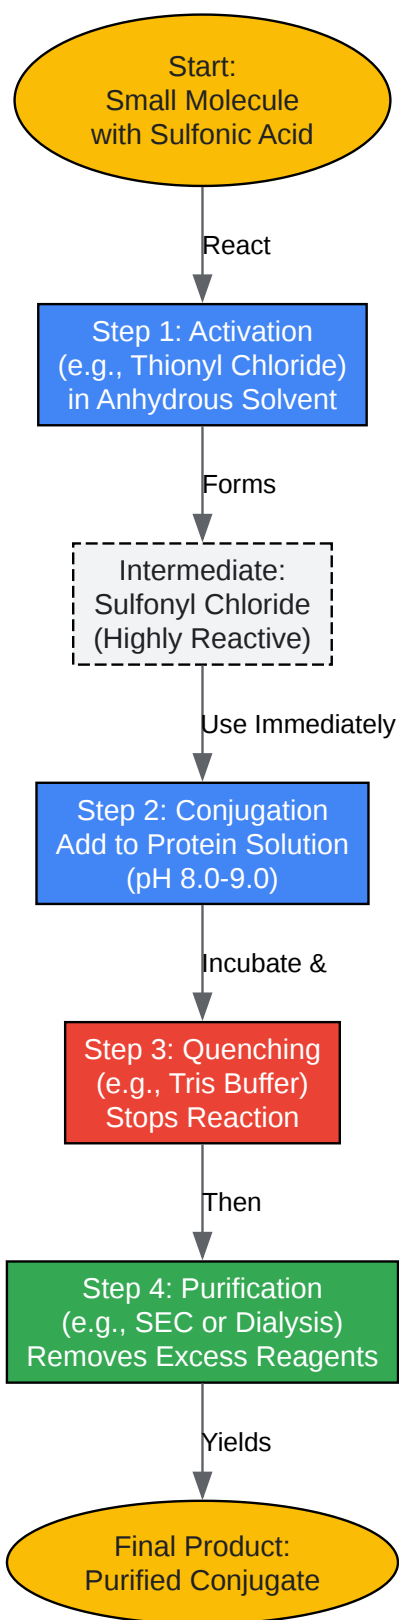 Start:
Small Molecule
with Sulfonic Acid
React
Step 1: Activation
(e.g., Thionyl Chloride)
in Anhydrous Solvent
Forms
Intermediate:
Sulfonyl Chloride
(Highly Reactive)
Use Immediately
Step 2: Conjugation
Add to Protein Solution
(pH 8.0-9.0)
Incubate &
Step 3: Quenching
(e.g., Tris Buffer)
Stops Reaction
Then
Step 4: Purification
(e.g., SEC or Dialysis)
Removes Excess Reagents
Yields
Final Product:
Purified Conjugate